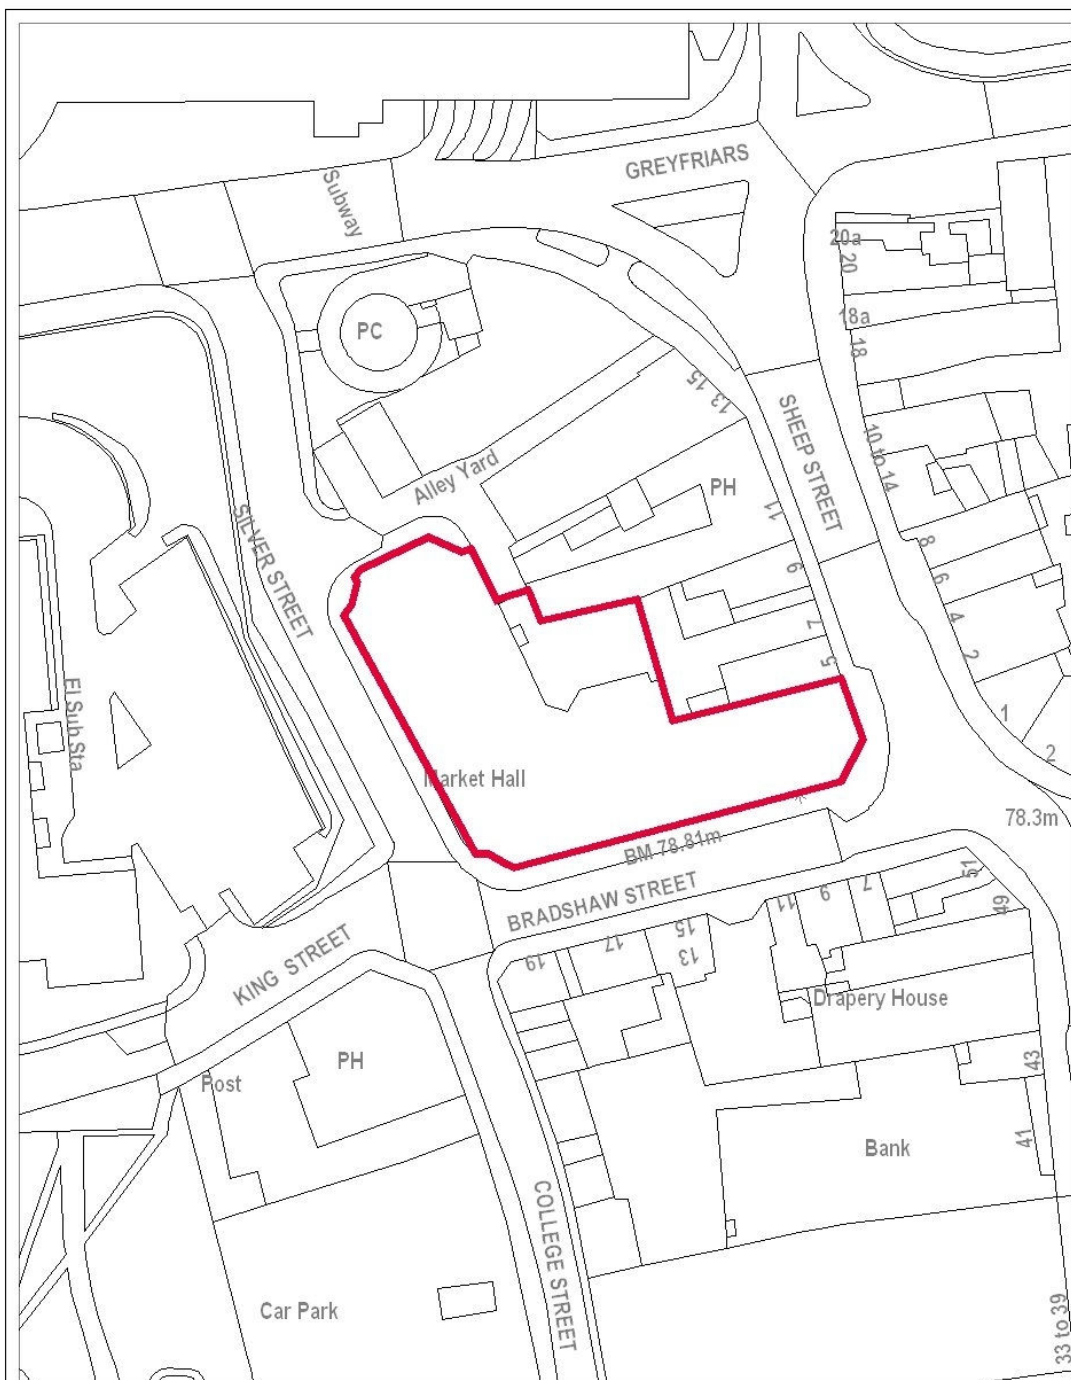 GREYFRIARS
Subway
20a
20
PC
18a
18
13 15
SHEEP STREET
10 to 14
Alley Yard
PH
11
SILVER STREET
8
9
6
7
4
5
2
El Sub Sta
1
2
Market Hall
78.3m
BM 78.81m
BRADSHAW STREET
51
7
9
11
49
15
17
13
19
KING STREET
Drapery House
PH
43
Post
41
Bank
COLLEGE STREET
Car Park
33 to 39